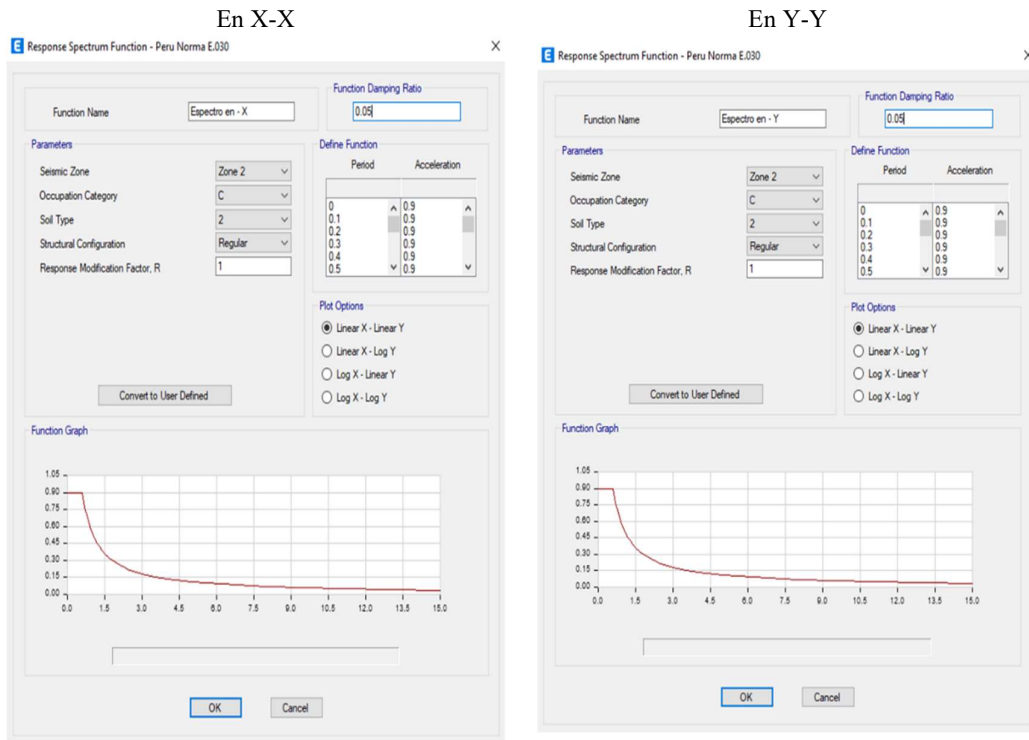 En X-X
E Response Spectrum Function - Peru Norma E.030
Function Name
Espectro en - X
Function Damping Ratio
0.05
Parameters
Seismic Zone
Zone 2
Occupation Category
C
Soil Type
2
Structural Configuration
Regular
Response Modification Factor, R
1
Convert to User Defined
Define Function
Period Acceleration
0 0.9
0.1 0.9
0.2 0.9
0.3 0.9
0.4 0.9
0.5 0.9
Plot Options
Linear X - Linear Y
Linear X - Log Y
Log X - Linear Y
Log X - Log Y
Function Graph
1.05
0.90
0.75
0.60
0.45
0.30
0.15
0.00
0.0 1.5 3.0 4.5 6.0 7.5 9.0 10.5 12.0 13.5 15.0
OK Cancel
En Y-Y
E Response Spectrum Function - Peru Norma E.030
Function Name
Espectro en - Y
Function Damping Ratio
0.05
Parameters
Seismic Zone
Zone 2
Occupation Category
C
Soil Type
2
Structural Configuration
Regular
Response Modification Factor, R
1
Convert to User Defined
Define Function
Period Acceleration
0 0.9
0.1 0.9
0.2 0.9
0.3 0.9
0.4 0.9
0.5 0.9
Plot Options
Linear X - Linear Y
Linear X - Log Y
Log X - Linear Y
Log X - Log Y
Function Graph
1.05
0.90
0.75
0.60
0.45
0.30
0.15
0.00
0.0 1.5 3.0 4.5 6.0 7.5 9.0 10.5 12.0 13.5 15.0
OK Cancel